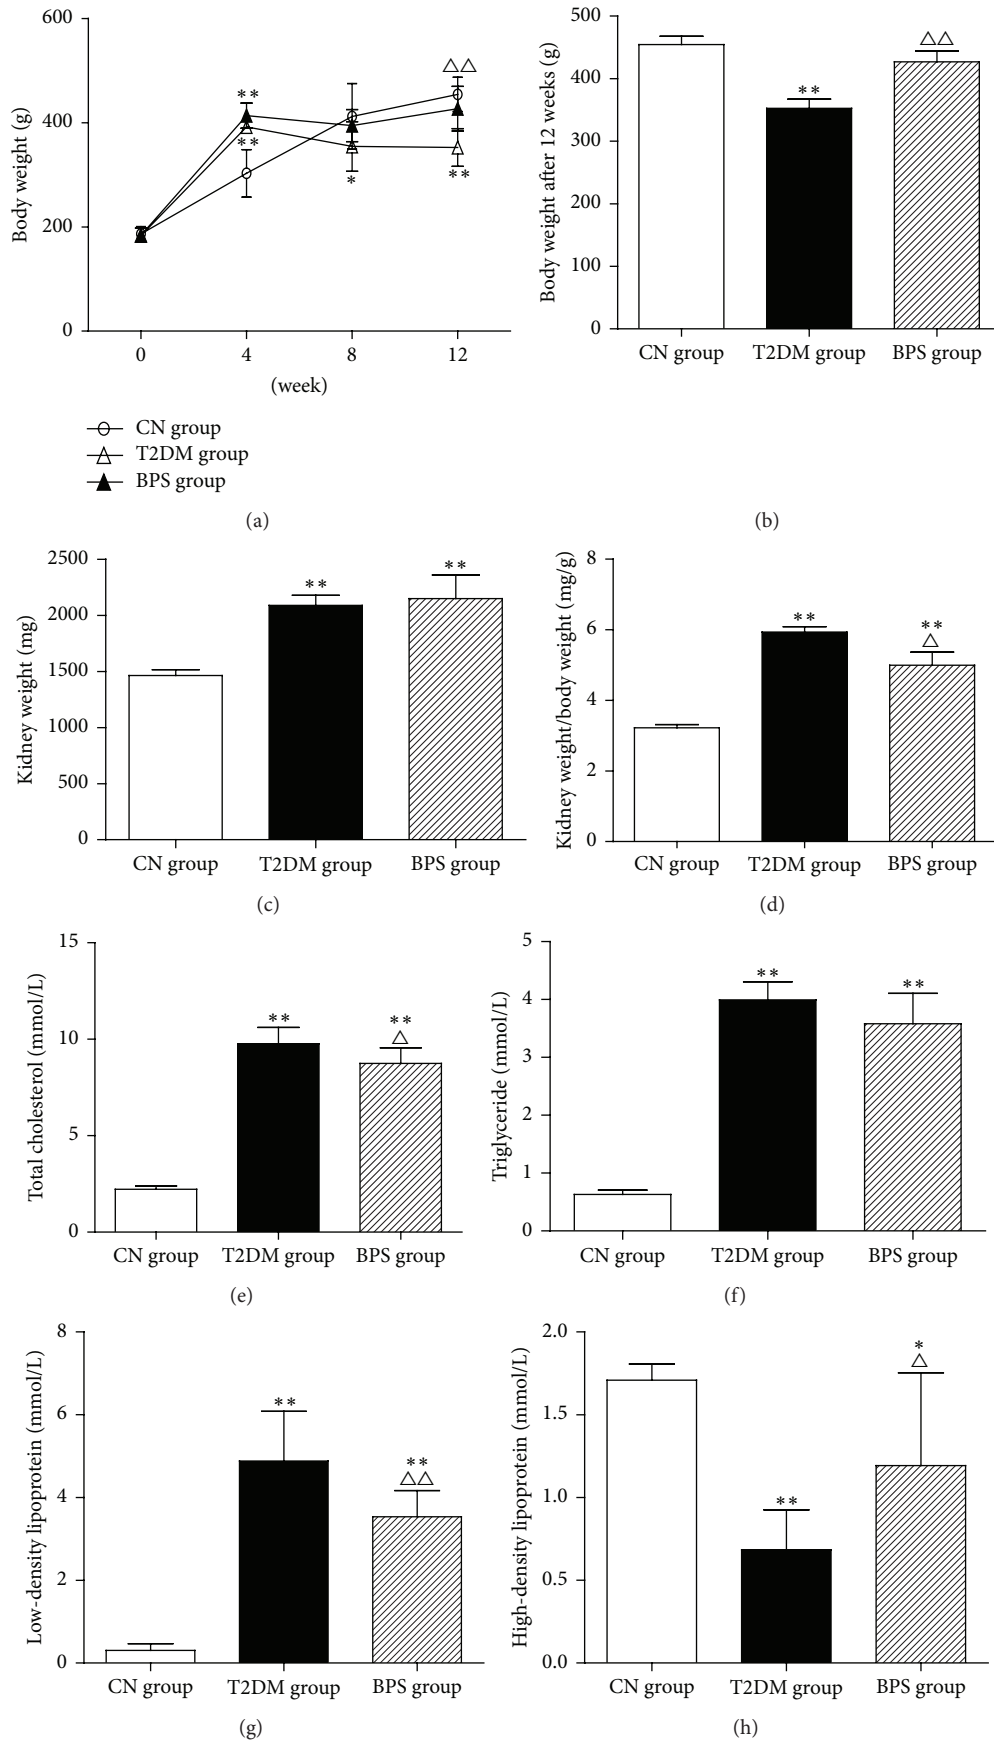 600
400
200
0
Body weight (g)
**
**
*
△△
**
0 4 8 12
(week)
CN group
T2DM group
BPS group
(a)
500
400
300
200
100
0
Body weight after 12 weeks (g)
**
△△
CN group T2DM group BPS group
(b)
2500
2000
1500
1000
500
0
Kidney weight (mg)
** **
CN group T2DM group BPS group
(c)
8
6
4
2
0
Kidney weight/body weight (mg/g)
**
**
△
CN group T2DM group BPS group
(d)
15
10
5
0
Total cholesterol (mmol/L)
** **
△
CN group T2DM group BPS group
(e)
5
4
3
2
1
0
Triglyceride (mmol/L)
** **
CN group T2DM group BPS group
(f)
8
6
4
2
0
Low-density lipoprotein (mmol/L)
**
**
△△
CN group T2DM group BPS group
(g)
2.0
1.5
1.0
0.5
0.0
High-density lipoprotein (mmol/L)
**
*
△
CN group T2DM group BPS group
(h)